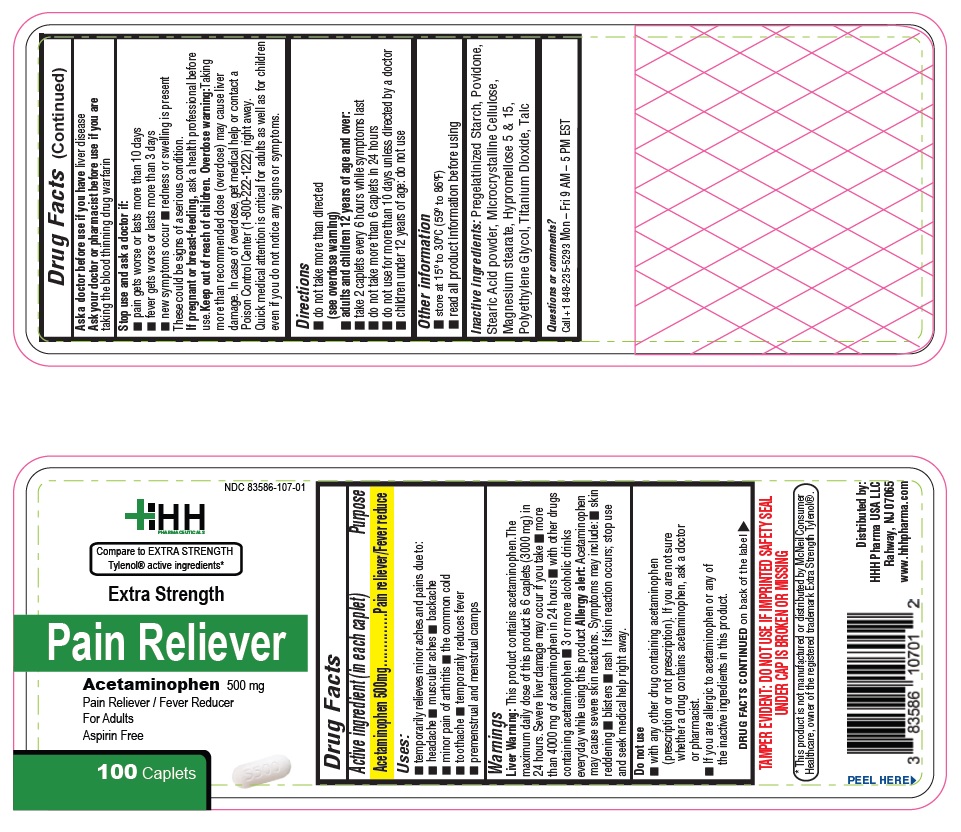 Drug Facts (Continued)
Ask a doctor before use if you have liver disease
Ask your doctor or pharmacist before use if you are
taking the blood thinning drug warfarin
Stop use and ask a doctor if:
■ pain gets worse or lasts more than 10 days
■ fever gets worse or lasts more than 3 days
■ new symptoms occur ■ redness or swelling is present
These could be signs of a serious condition.
If pregnant or breast-feeding, ask a health professional before
use.Keep out of reach of children. Overdose warning:Taking
more than recommended dose (overdose) may cause liver
damage. In case of overdose, get medical help or contact a
Poison Control Center (1-800-222-1222) right away.
Quick medical attention is critical for adults as well as for children
even if you do not notice any signs or symptoms.
Directions
■ do not take more than directed
(see overdose warning)
■ adults and children 12 years of age and over:
■ take 2 caplets every 6 hours while symptoms last
■ do not take more than 6 caplets in 24 hours
■ do not use for more than 10 days unless directed by a doctor
■ children under 12 years of age: do not use
Other information
■ store at 15º to 30ºC (59º to 86ºF)
■ read all product information before using
Inactive ingredients: Pregelatinized Starch, Povidone,
Stearic Acid powder, Microcrystalline Cellulose,
Magnesium stearate, Hypromellose 5 & 15,
Polyethylene Glycol, Titanium Dloxide, Talc
Questions or comments?
Call +1 848-235-5293 Mon – Fri 9 AM – 5 PM EST
NDC 83586-107-01
HHH
PHARMACEUTICALS
Compare to EXTRA STRENGTH
Tylenol® active ingredients*
Extra Strength
Pain Reliever
Acetaminophen 500 mg
Pain Reliever / Fever Reducer
For Adults
Aspirin Free
100 Caplets
Drug Facts
Active ingredient (in each caplet) Purpose
Acetaminophen 500mg..............Pain reliever/Fever reduce
Uses:
■ temporarily relieves minor aches and pains due to:
■ headache ■ muscular aches ■ backache
■ minor pain of arthritis ■ the common cold
■ toothache ■ temporarily reduces fever
■ premenstrual and menstrual cramps
Warnings
Liver Warning: This product contains acetaminophen.The
maximum daily dose of this product is 6 caplets (3000 mg) in
24 hours. Severe liver damage may occur if you take ■ more
than 4000 mg of acetaminophen in 24 hours ■ with other drugs
containing acetaminophen ■ 3 or more alcoholic drinks
everyday while using this product Allergy alert: Acetaminophen
may cause severe skin reactions. Symptoms may include: ■ skin
reddening ■ blisters ■ rash If skin reaction occurs; stop use
and seek medical help right away.
Do not use
■ with any other drug containing acetaminophen
(prescription or not prescription). If you are not sure
whether a drug contains acetaminophen, ask a doctor
or pharmacist.
■ If you are allergic to acetaminophen or any of
the inactive ingredients in this product.
DRUG FACTS CONTINUED on back of the label ▶
TAMPER EVIDENT: DO NOT USE IF IMPRINTED SAFETY SEAL
UNDER CAP IS BROKEN OR MISSING
* This product is not manufactured or distributed by McNeil Consumer
Healthcare, owner of the registered trademark Extra Strength Tylenol®.
Distributed by:
HHH Pharma USA LLC
Rahway, NJ 07065
www.hhhpharma.com
3 83586 10701 2
PEEL HERE▶